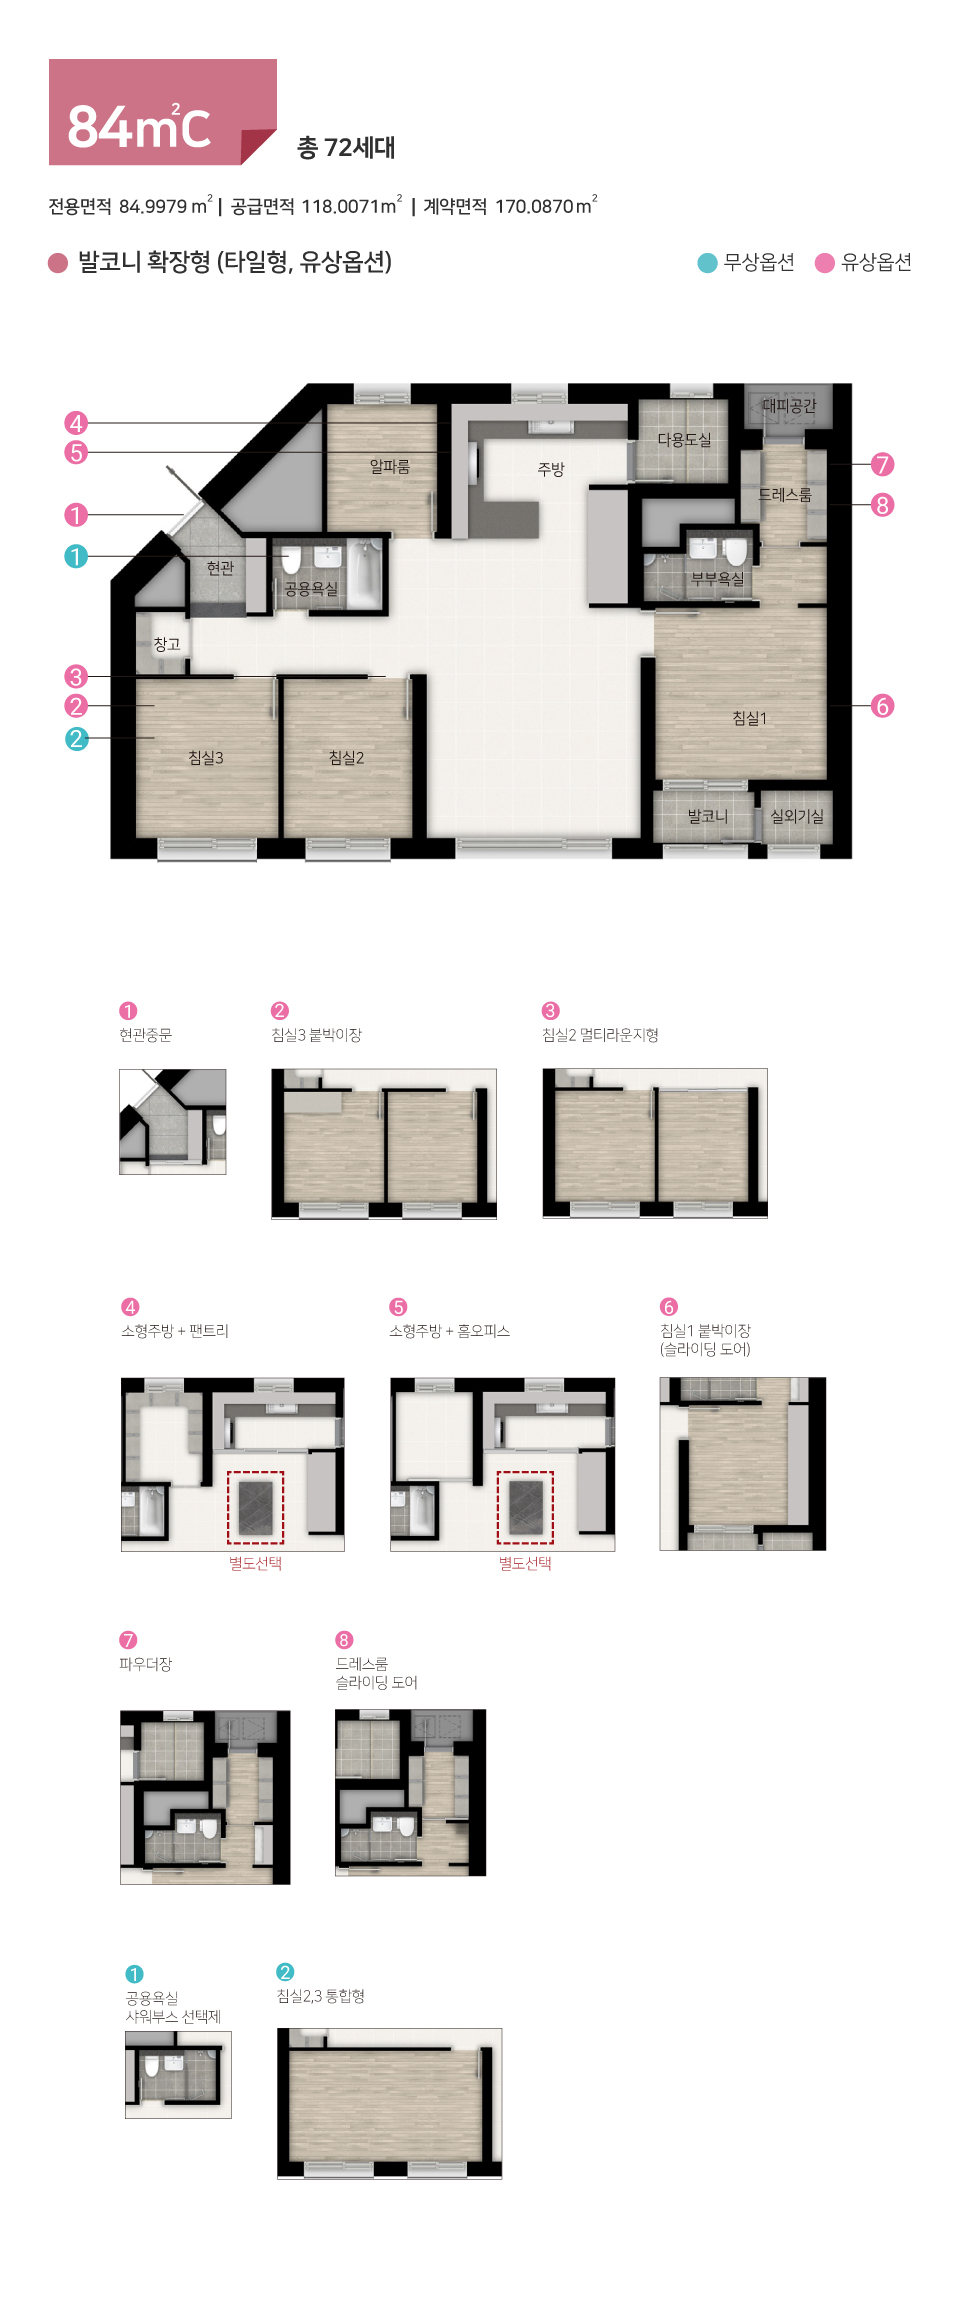 84m²C
총 72세대
전용면적 84.9979 m² | 공급면적 118.0071m² | 계약면적 170.0870 m²
발코니 확장형 (타일형, 유상옵션)
무상옵션 유상옵션
대피공간
4
5
알파룸
주방
다용도실
7
드레스룸
8
1
1
현관
공용욕실
부부욕실
창고
3
2
6
침실1
2
침실3
침실2
발코니
실외기실
1
현관중문
2
침실3 붙박이장
3
침실2 멀티라운지형
4
소형주방 + 팬트리
별도선택
5
소형주방 + 홈오피스
별도선택
6
침실1 붙박이장
(슬라이딩 도어)
7
파우더장
8
드레스룸
슬라이딩 도어
1
공용욕실
샤워부스 선택제
2
침실2,3 통합형